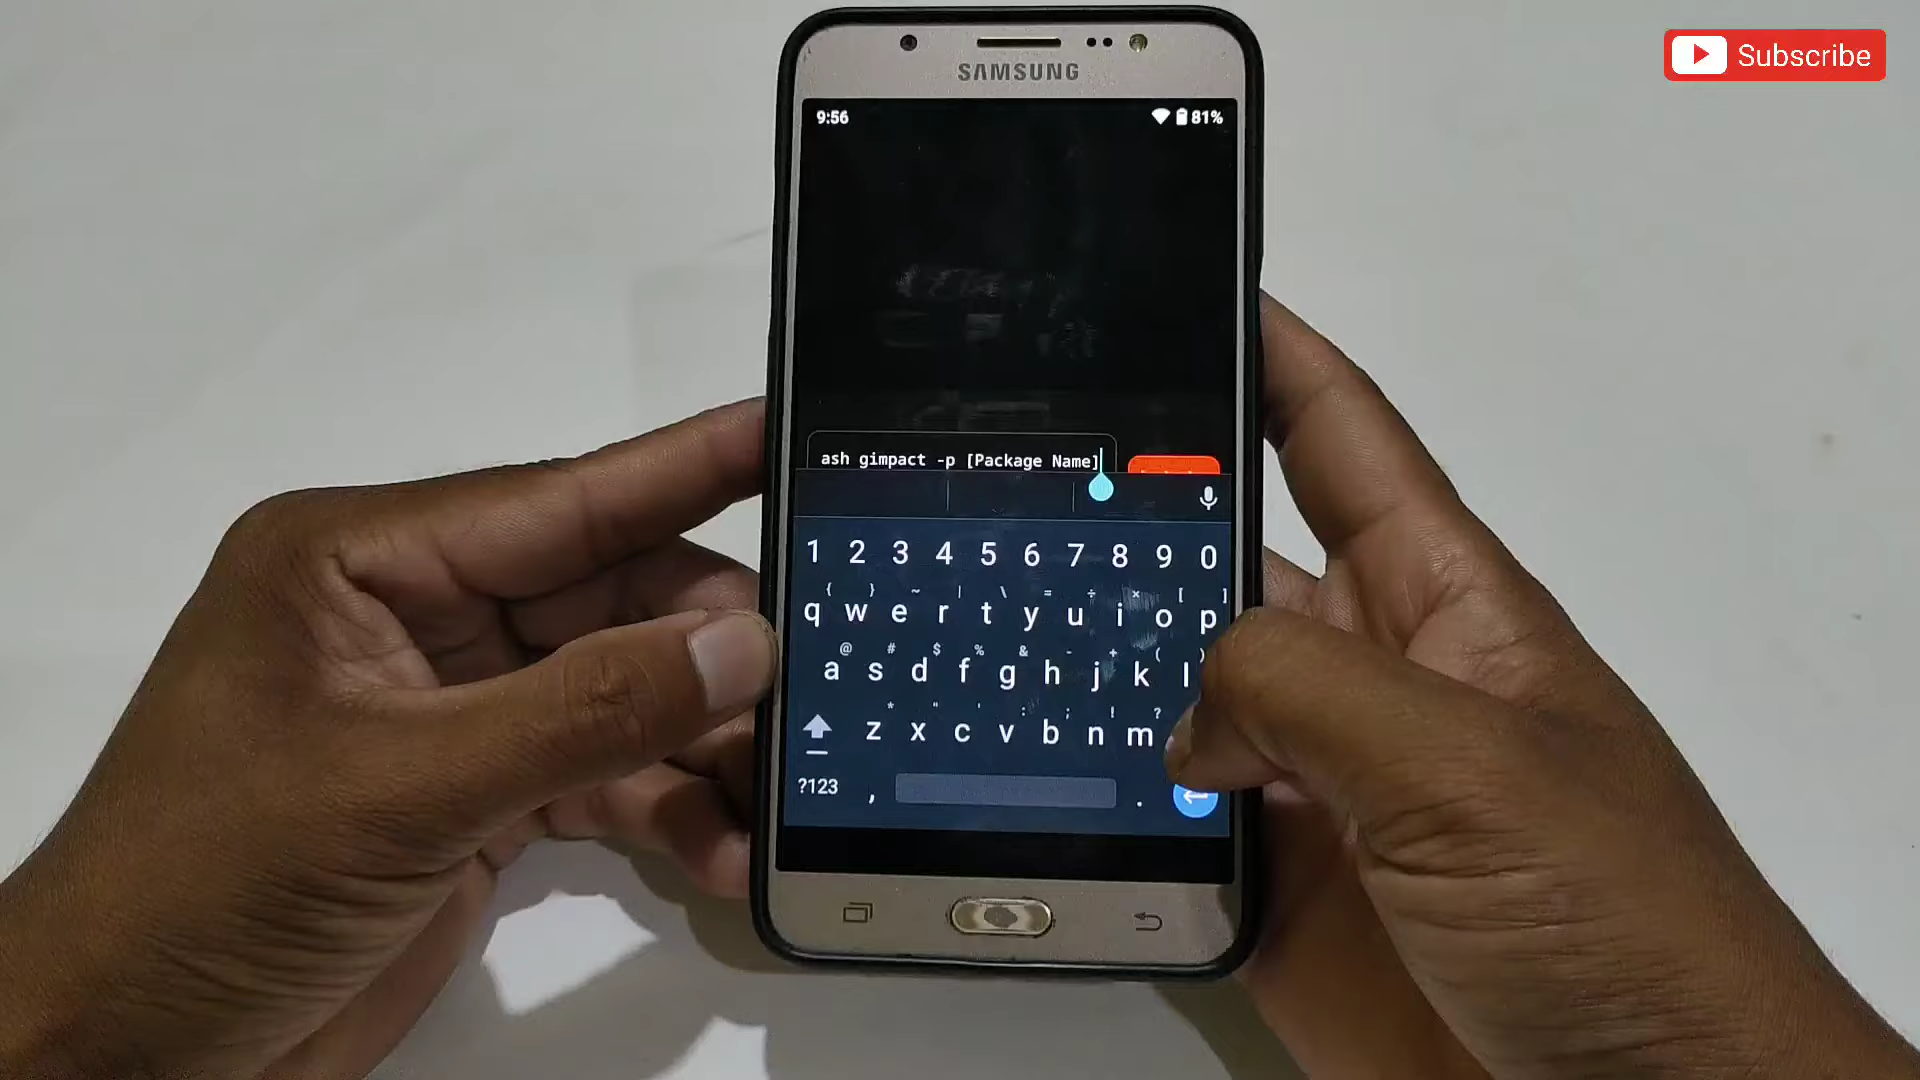 Subscribe
SAMSUNG
9:56 81%
ash gimpact -p [Package Name]
1 2 3 4 5 6 7 8 9 0
{ } ~ | \ = ÷ × [ ]
q w e r t y u i o p
@ # $ % & - + ( )
a s d f g h j k l
* " ' : ; ! ?
z x c v b n m
?123 , .